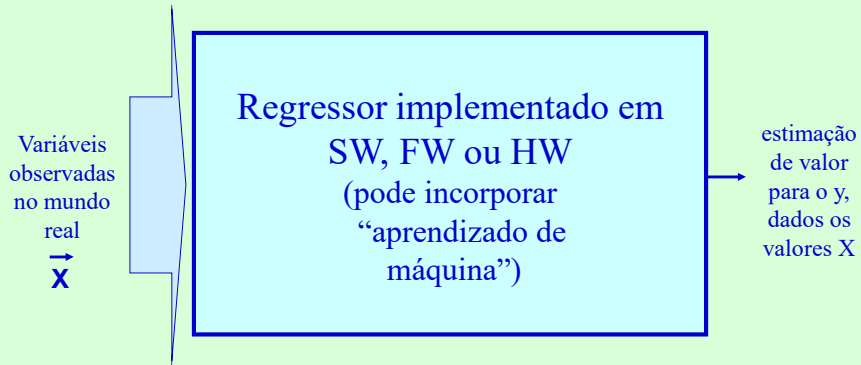 Variáveis
observadas
no mundo
real
X
Regressor implementado em
SW, FW ou HW
(pode incorporar
“aprendizado de
máquina”)
estimação
de valor
para o y,
dados os
valores X